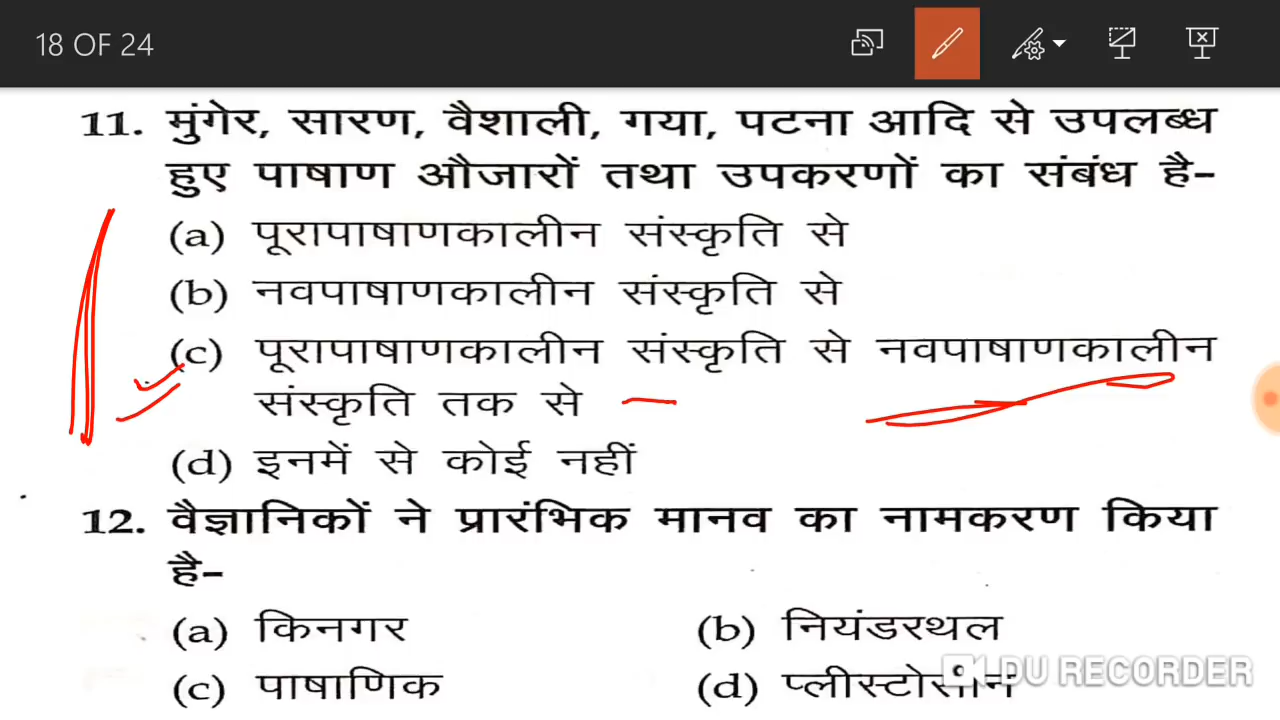 18 OF 24
11. मुंगेर, सारण, वैशाली, गया, पटना आदि से उपलब्ध
हुए पाषाण औजारों तथा उपकरणों का संबंध है-
(a) पूरापाषाणकालीन संस्कृति से
(b) नवपाषाणकालीन संस्कृति से
(c) पूरापाषाणकालीन संस्कृति से नवपाषाणकालीन
संस्कृति तक से
(d) इनमें से कोई नहीं
12. वैज्ञानिकों ने प्रारंभिक मानव का नामकरण किया
है-
(a) किनगर (b) नियंडरथल
(c) पाषाणिक (d) प्लीस्टोसीन
DU RECORDER